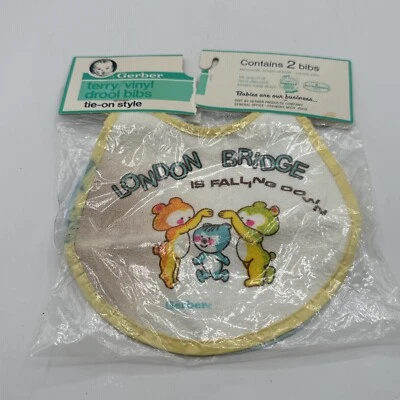 Gerber
terry/vinyl
drool bibs
tie-on style
Contains 2 bibs
Babies are our business...
LONDON BRIDGE
IS FALLING DOWN
Gerber